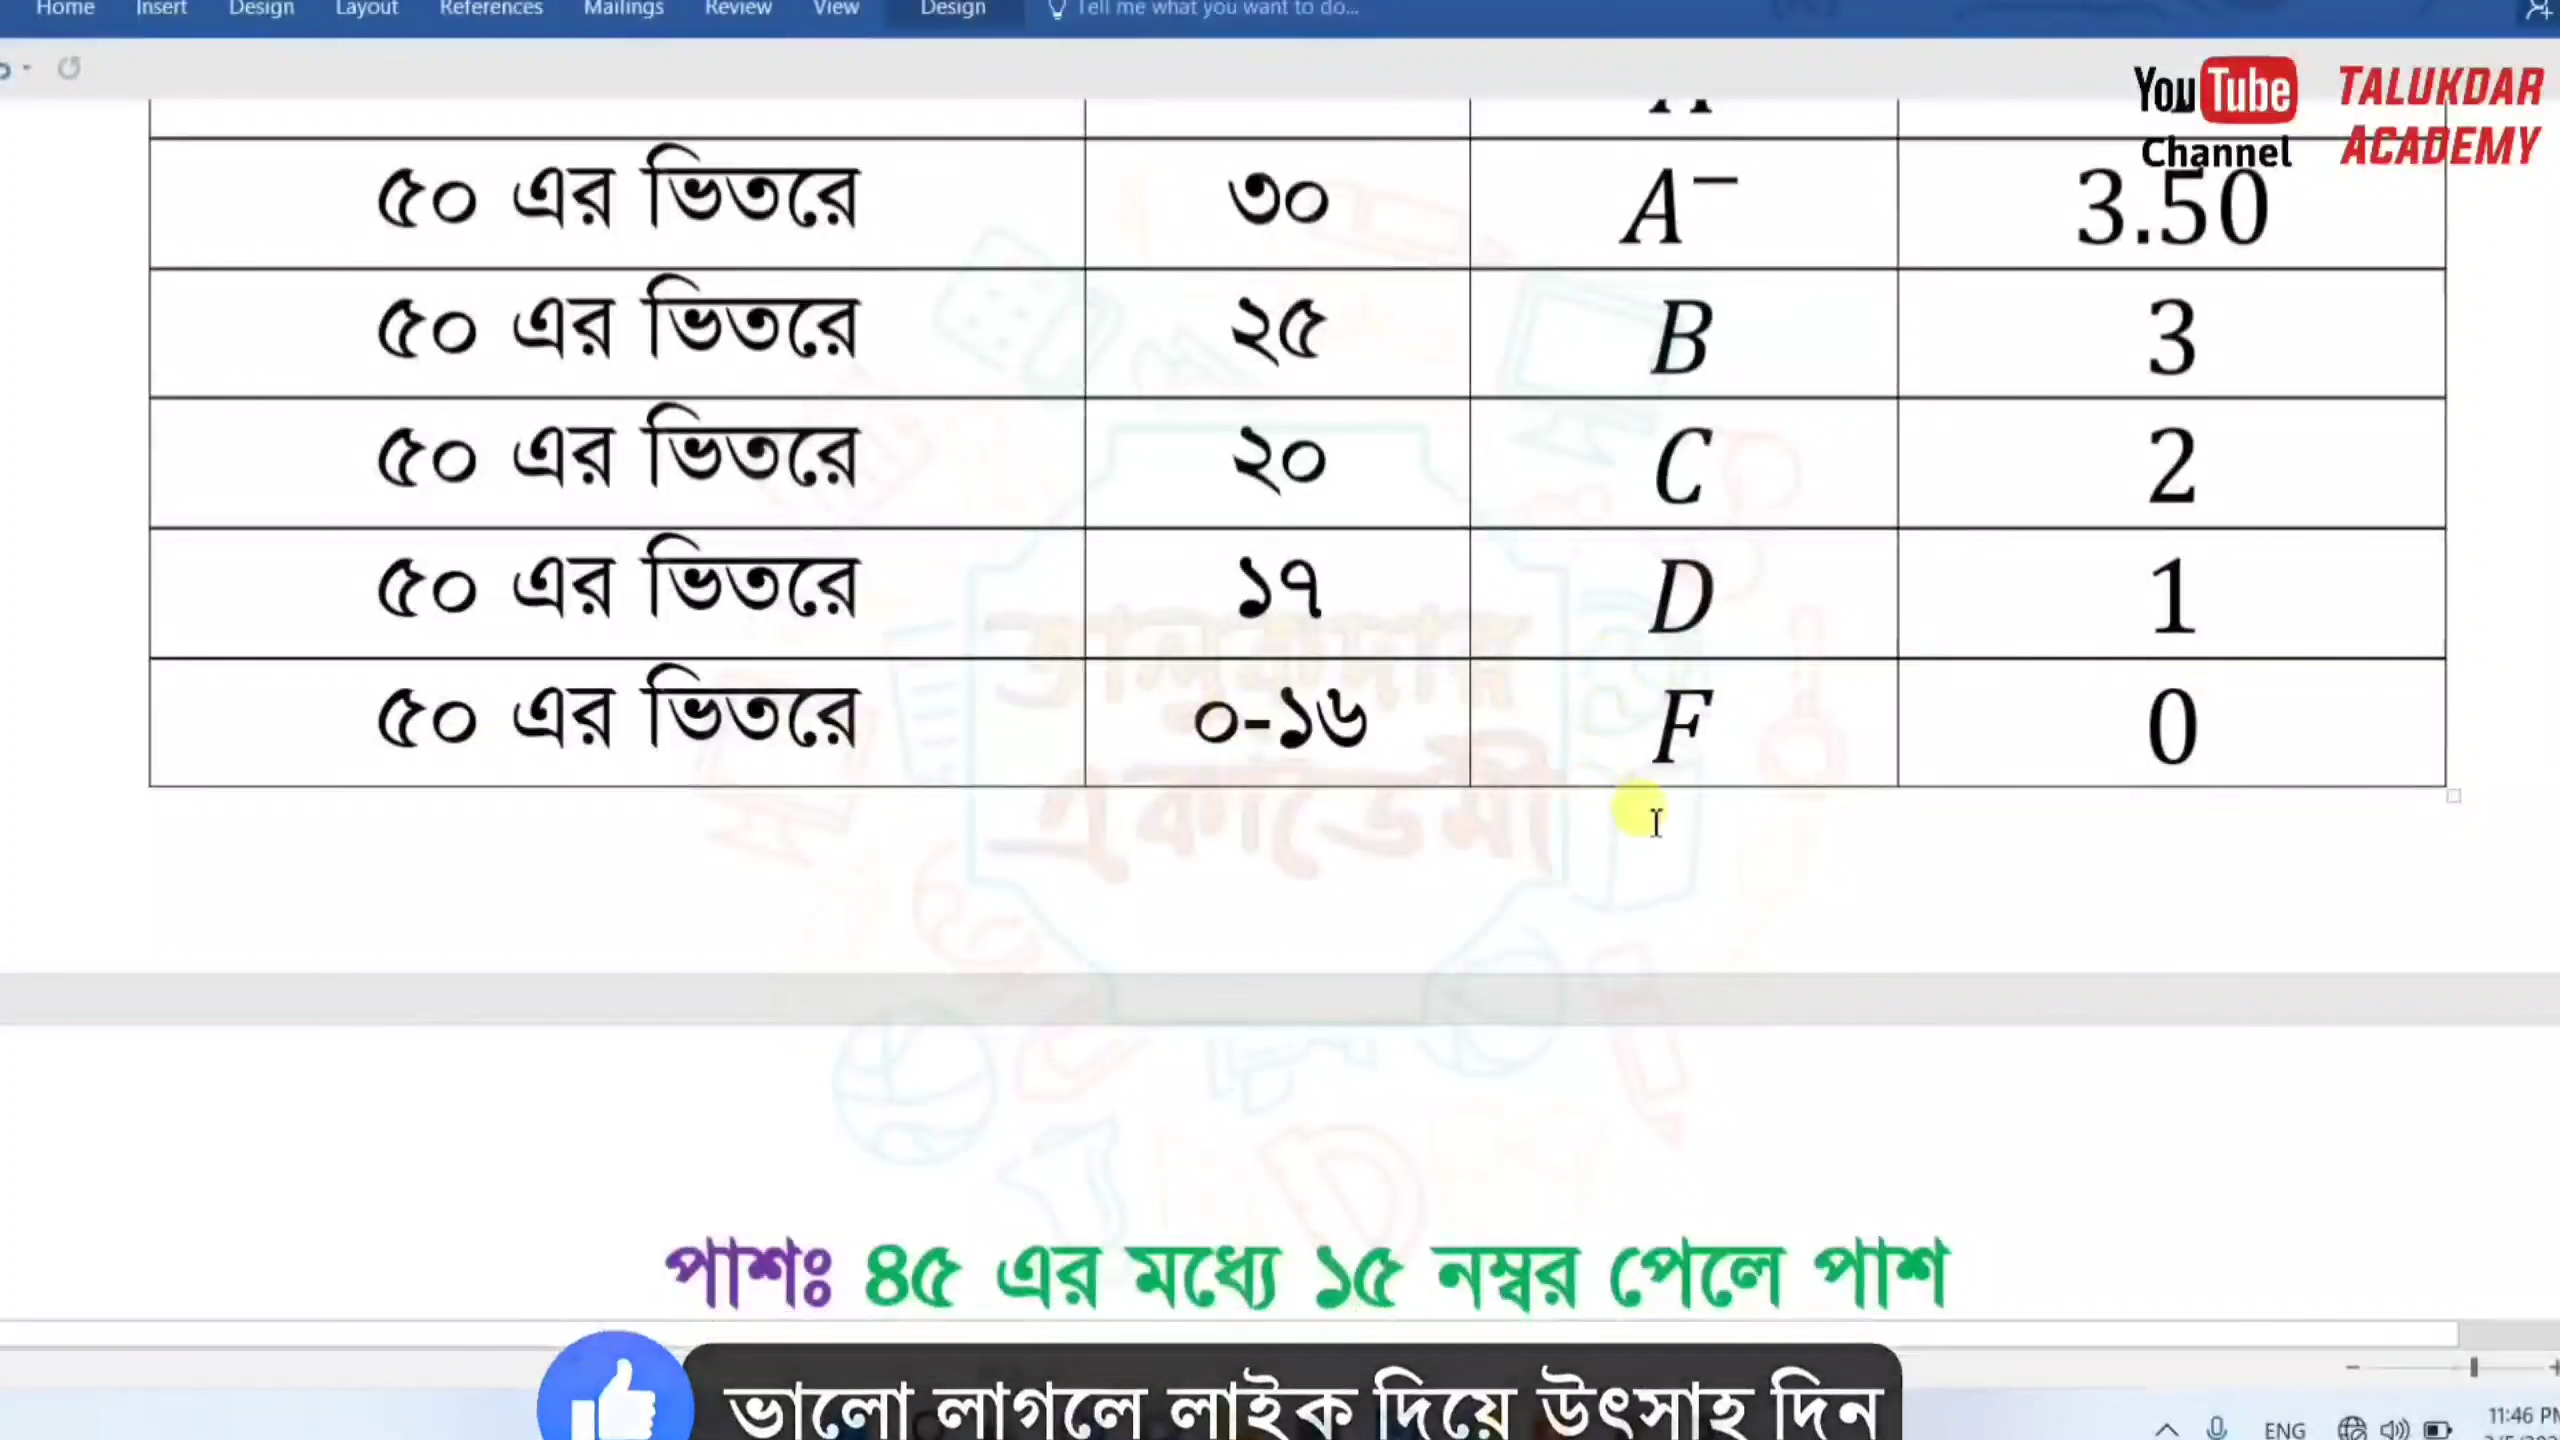 Home Insert Design Layout References Mailings Review View Design Tell me what you want to do...
YouTube Channel
TALUKDAR ACADEMY
৫০ এর ভিতরে ৩০ A− 3.50
৫০ এর ভিতরে ২৫ B 3
৫০ এর ভিতরে ২০ C 2
৫০ এর ভিতরে ১৭ D 1
৫০ এর ভিতরে ০-১৬ F 0
তালুকদার
একাডেমী
পাশঃ ৪৫ এর মধ্যে ১৫ নম্বর পেলে পাশ
ভালো লাগলে লাইক দিয়ে উৎসাহ দিন
ENG 11:46 PM